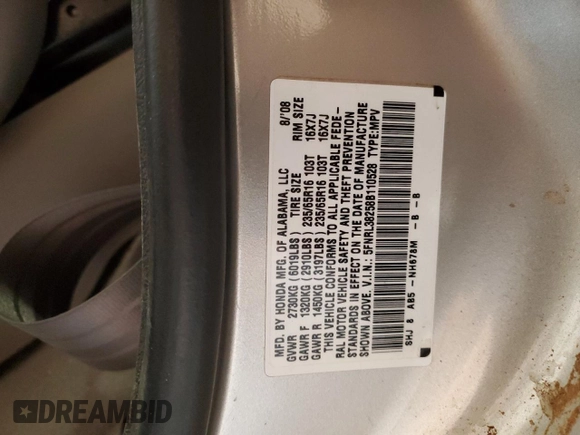 MFD. BY HONDA MFG. OF ALABAMA, LLC 8/'08
GVWR 2730KG (6019LBS) TIRE SIZE RIM SIZE
GAWR F 1320KG (2910LBS) 235/65R16 103T 16X7J
GAWR R 1450KG (3197LBS) 235/65R16 103T 16X7J
THIS VEHICLE CONFORMS TO ALL APPLICABLE FEDE-
RAL MOTOR VEHICLE SAFETY AND THEFT PREVENTION
STANDARDS IN EFFECT ON THE DATE OF MANUFACTURE
SHOWN ABOVE. V.I.N.: 5FNRL38258B110528 TYPE:MPV
SHJ 8 AB5 -NH678M - B - B
DREAMBID